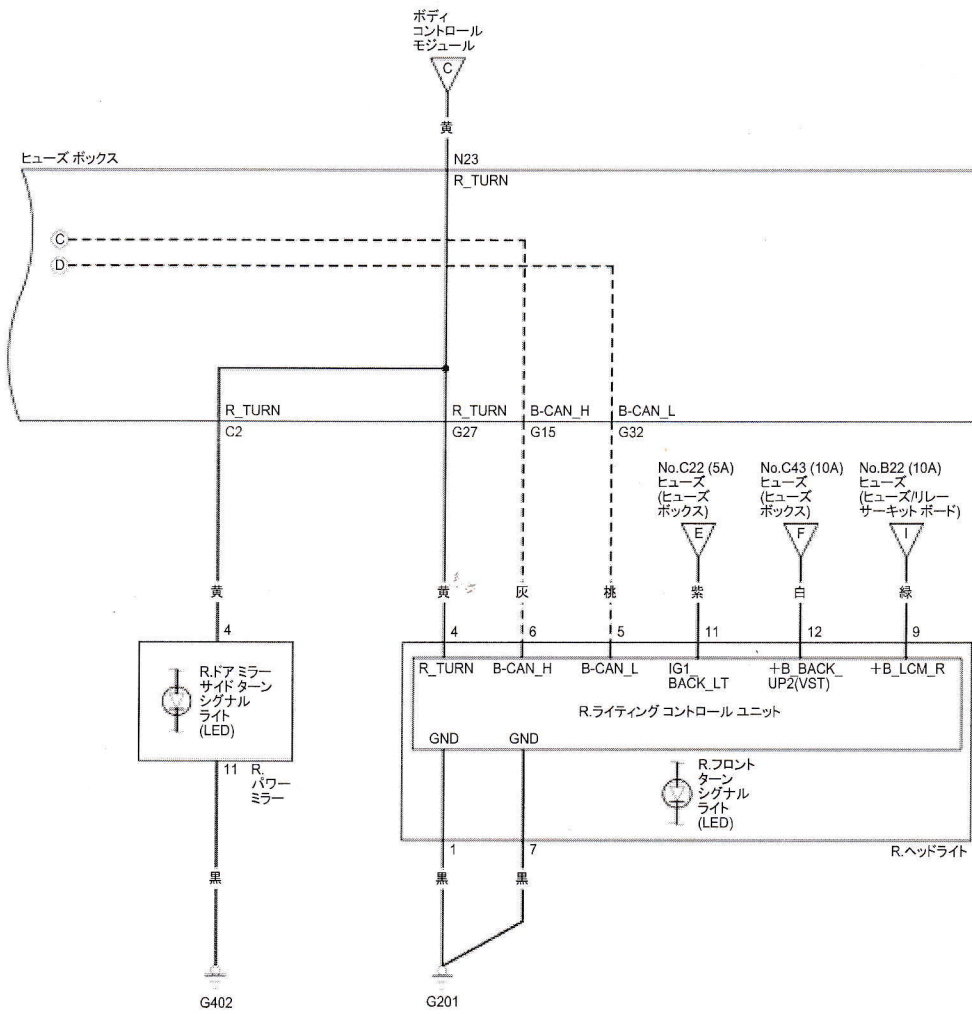 ボディ
コントロール
モジュール
C
黄
ヒューズ ボックス
N23
R_TURN
C
D
R_TURN
R_TURN
B-CAN_H
B-CAN_L
C2
G27
G15
G32
No.C22 (5A)
ヒューズ
(ヒューズ
ボックス)
No.C43 (10A)
ヒューズ
(ヒューズ
ボックス)
No.B22 (10A)
ヒューズ
(ヒューズ/リレー
サーキット ボード)
E
F
I
黄
黄
灰
桃
紫
白
緑
4
4
6
5
11
12
9
R.ドア ミラー
サイド ターン
シグナル
ライト
(LED)
R_TURN
B-CAN_H
B-CAN_L
IG1_
BACK_LT
+B_BACK_
UP2(VST)
+B_LCM_R
R.ライティング コントロール ユニット
GND
GND
11
R.
パワー
ミラー
R.フロント
ターン
シグナル
ライト
(LED)
1
7
R.ヘッドライト
黒
黒
黒
G402
G201